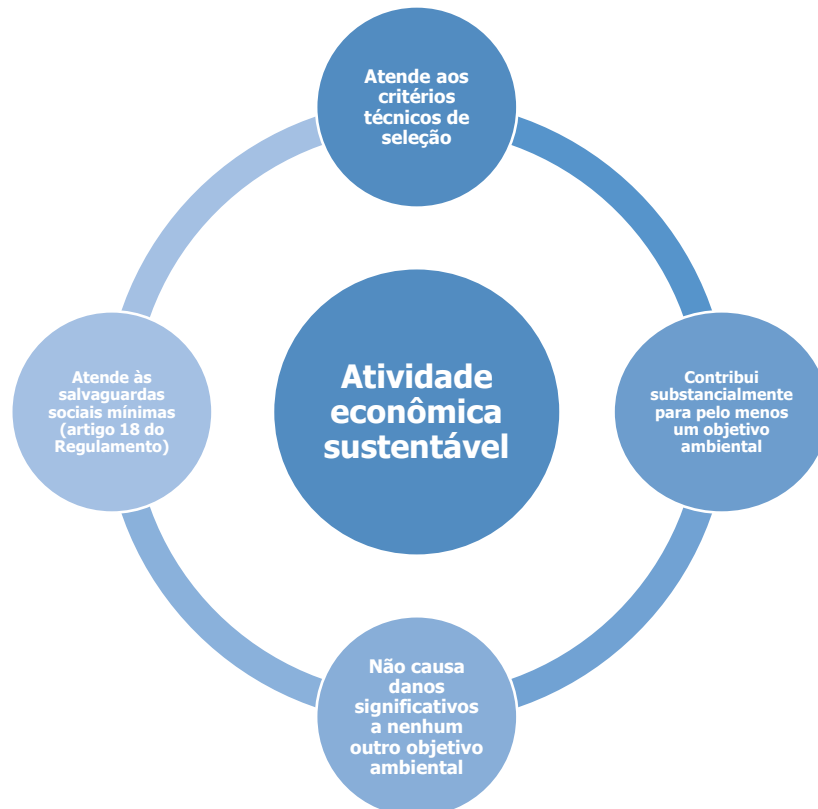 Atende aos
critérios
técnicos de
seleção
Atividade
econômica
sustentável
Contribui
substancialmente
para pelo menos
um objetivo
ambiental
Não causa
danos
significativos
a nenhum
outro objetivo
ambiental
Atende às
salvaguardas
sociais mínimas
(artigo 18 do
Regulamento)